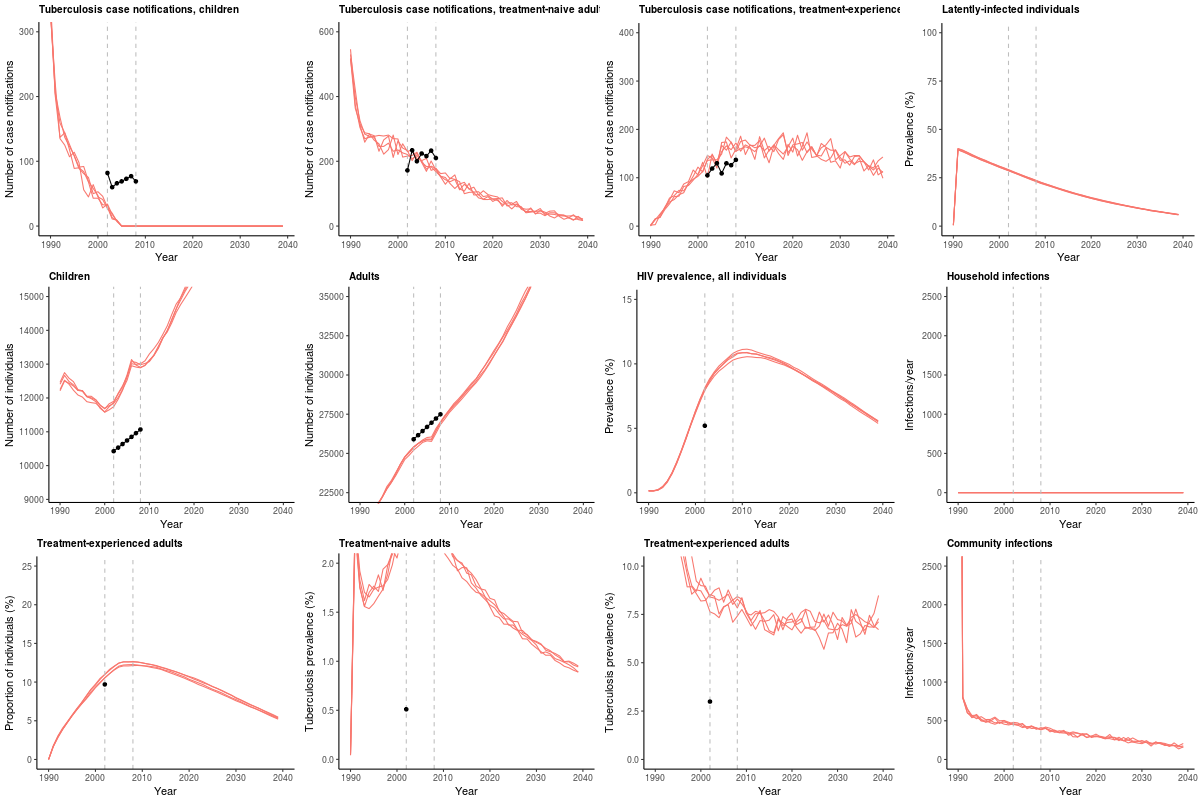 Tuberculosis case notifications, children
Number of case notifications
300
200
100
0
1990 2000 2010 2020 2030 2040
Year
Tuberculosis case notifications, treatment-naive adul
Number of case notifications
600
400
200
0
1990 2000 2010 2020 2030 2040
Year
Tuberculosis case notifications, treatment-experience
Number of case notifications
400
300
200
100
0
1990 2000 2010 2020 2030 2040
Year
Latently-infected individuals
Prevalence (%)
100
75
50
25
0
1990 2000 2010 2020 2030 2040
Year
Children
Number of individuals
15000
14000
13000
12000
11000
10000
9000
1990 2000 2010 2020 2030 2040
Year
Adults
Number of individuals
35000
32500
30000
27500
25000
22500
1990 2000 2010 2020 2030 2040
Year
HIV prevalence, all individuals
Prevalence (%)
15
10
5
0
1990 2000 2010 2020 2030 2040
Year
Household infections
Infections/year
2500
2000
1500
1000
500
0
1990 2000 2010 2020 2030 2040
Year
Treatment-experienced adults
Proportion of individuals (%)
25
20
15
10
5
0
1990 2000 2010 2020 2030 2040
Year
Treatment-naive adults
Tuberculosis prevalence (%)
2.0
1.5
1.0
0.5
0.0
1990 2000 2010 2020 2030 2040
Year
Treatment-experienced adults
Tuberculosis prevalence (%)
10.0
7.5
5.0
2.5
0.0
1990 2000 2010 2020 2030 2040
Year
Community infections
Infections/year
2500
2000
1500
1000
500
0
1990 2000 2010 2020 2030 2040
Year